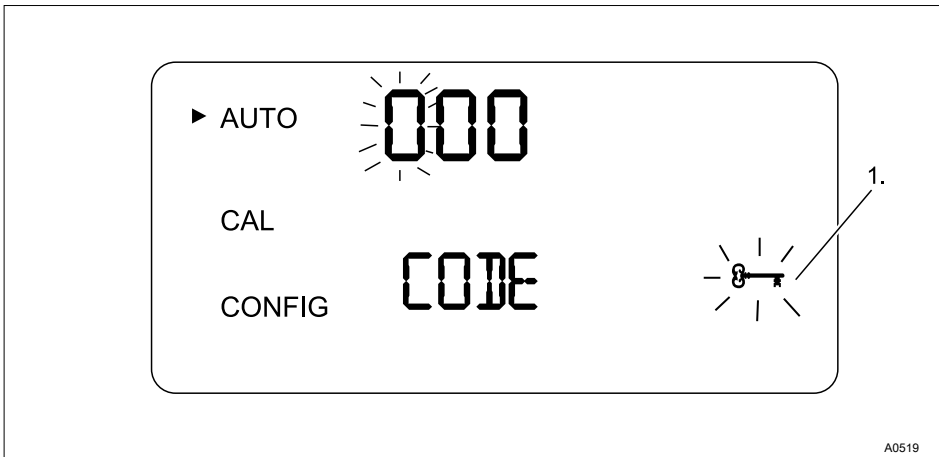 ▶ AUTO 000
1.
CAL
CODE
CONFIG
A0519